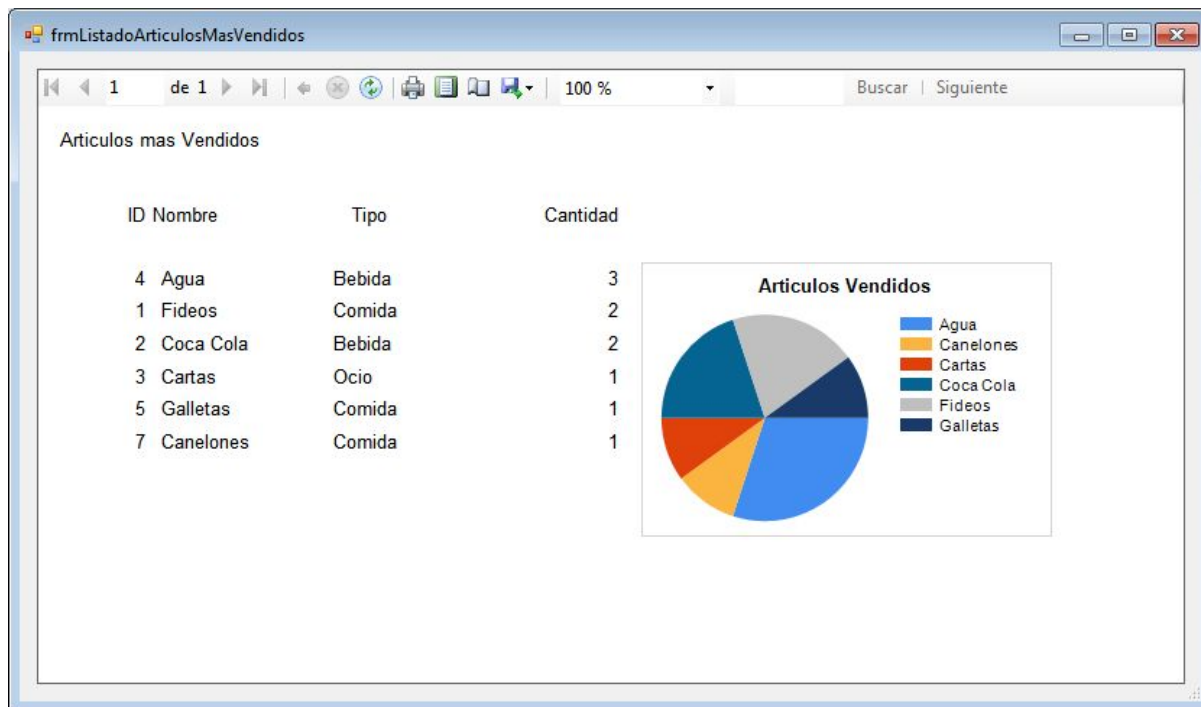 frmListadoArticulosMasVendidos
1 de 1 100 % Buscar | Siguiente
Articulos mas Vendidos
ID Nombre Tipo Cantidad
4 Agua Bebida 3
1 Fideos Comida 2
2 Coca Cola Bebida 2
3 Cartas Ocio 1
5 Galletas Comida 1
7 Canelones Comida 1
Articulos Vendidos
Agua
Canelones
Cartas
Coca Cola
Fideos
Galletas